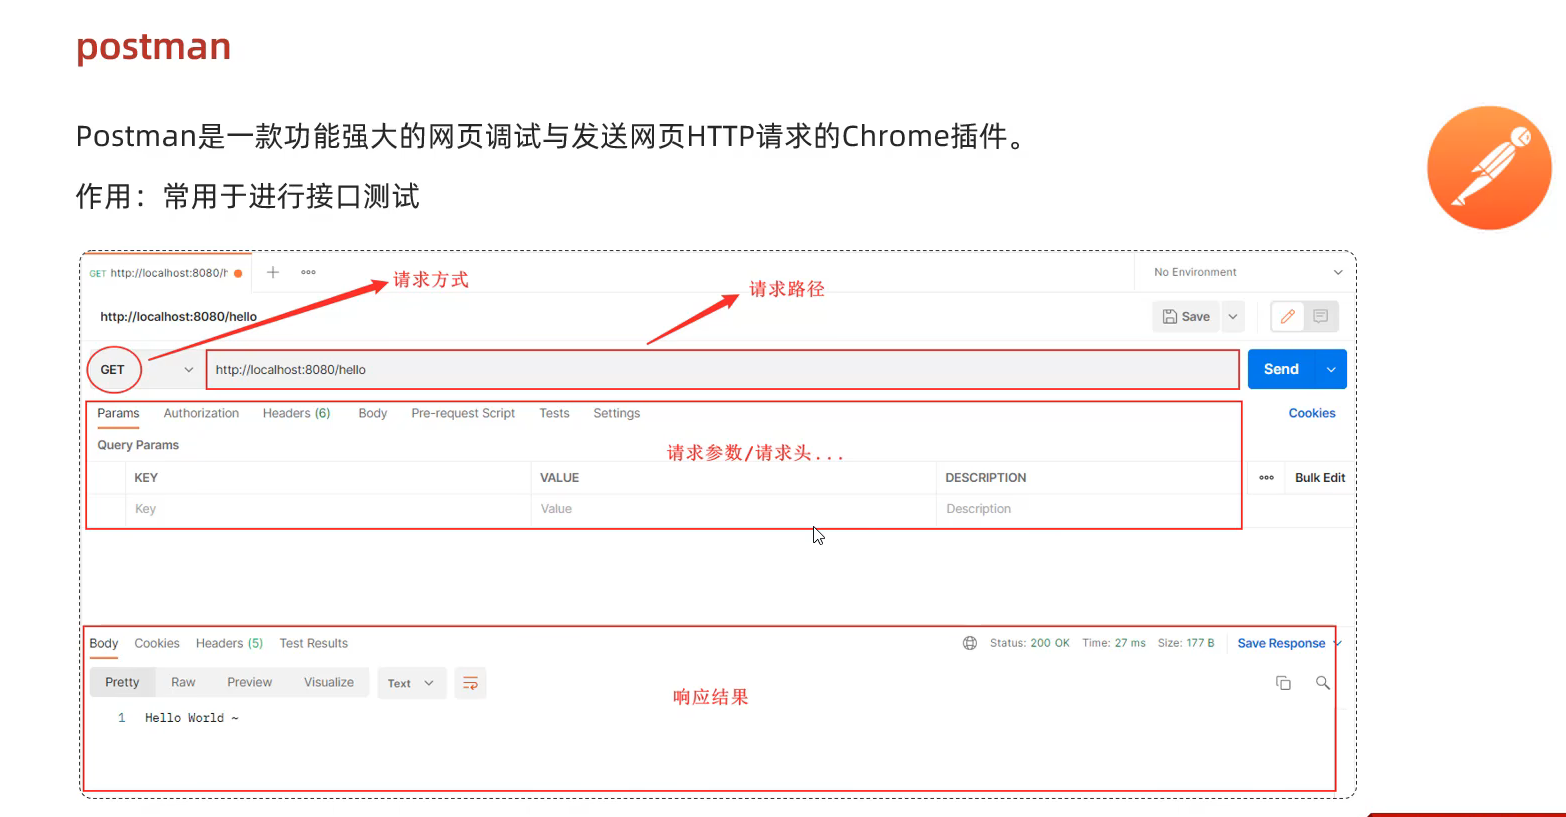 postman
Postman是一款功能强大的网页调试与发送网页HTTP请求的Chrome插件。
作用：常用于进行接口测试
GET http://localhost:8080/h
No Environment
请求方式
请求路径
http://localhost:8080/hello
Save
GET
http://localhost:8080/hello
Send
Params Authorization Headers (6) Body Pre-request Script Tests Settings Cookies
Query Params
请求参数/请求头...
KEY VALUE DESCRIPTION Bulk Edit
Key Value Description
Body Cookies Headers (5) Test Results Status: 200 OK Time: 27 ms Size: 177 B Save Response
Pretty Raw Preview Visualize Text
响应结果
1 Hello World ~